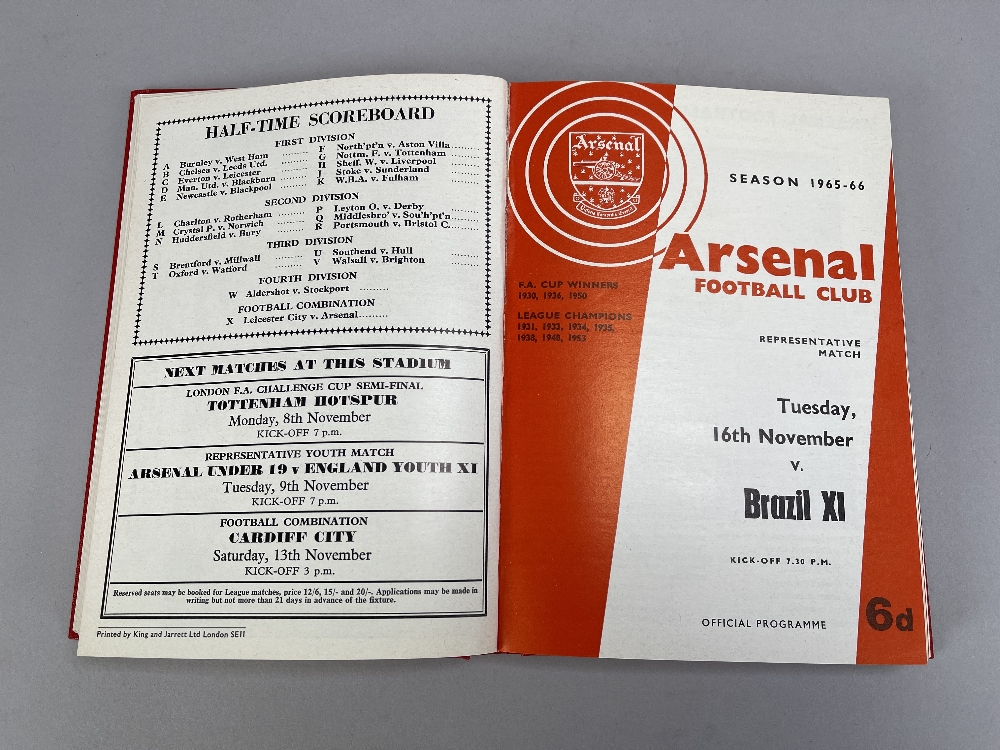 HALF-TIME SCOREBOARD
FIRST DIVISION
A Burnley v. West Ham ........
B Chelsea v. Leeds Utd. ........
C Everton v. Leicester ........
D Man. Utd. v. Blackburn ........
E Newcastle v. Blackpool ........
F North'pt'n v. Aston Villa ........
G Nottm. F. v. Tottenham ........
H Sheff. W. v. Liverpool ........
J Stoke v. Sunderland ........
K W.B.A. v. Fulham ........
SECOND DIVISION
L Charlton v. Rotherham ........
M Crystal P. v. Norwich ........
N Huddersfield v. Bury ........
P Leyton O. v. Derby ........
Q Middlesbro' v. Sou'h'pt'n ........
R Portsmouth v. Bristol C. ........
THIRD DIVISION
S Brentford v. Millwall ........
T Oxford v. Watford ........
U Southend v. Hull ........
V Walsall v. Brighton ........
FOURTH DIVISION
W Aldershot v. Stockport ........
FOOTBALL COMBINATION
X Leicester City v. Arsenal ........
NEXT MATCHES AT THIS STADIUM
LONDON F.A. CHALLENGE CUP SEMI-FINAL
TOTTENHAM HOTSPUR
Monday, 8th November
KICK-OFF 7 p.m.
REPRESENTATIVE YOUTH MATCH
ARSENAL UNDER 19 v ENGLAND YOUTH XI
Tuesday, 9th November
KICK-OFF 7 p.m.
FOOTBALL COMBINATION
CARDIFF CITY
Saturday, 13th November
KICK-OFF 3 p.m.
Reserved seats may be booked for League matches, price 12/6, 15/- and 20/-. Applications may be made in
writing but not more than 21 days in advance of the fixture.
Printed by King and Jarrett Ltd London SE11
Arsenal
Victoria Concordia Crescit
SEASON 1965-66
Arsenal
FOOTBALL CLUB
F.A. CUP WINNERS
1930, 1936, 1950
LEAGUE CHAMPIONS
1931, 1933, 1934, 1935,
1938, 1948, 1953
REPRESENTATIVE
MATCH
Tuesday,
16th November
v.
Brazil XI
KICK-OFF 7.30 P.M.
OFFICIAL PROGRAMME
6d